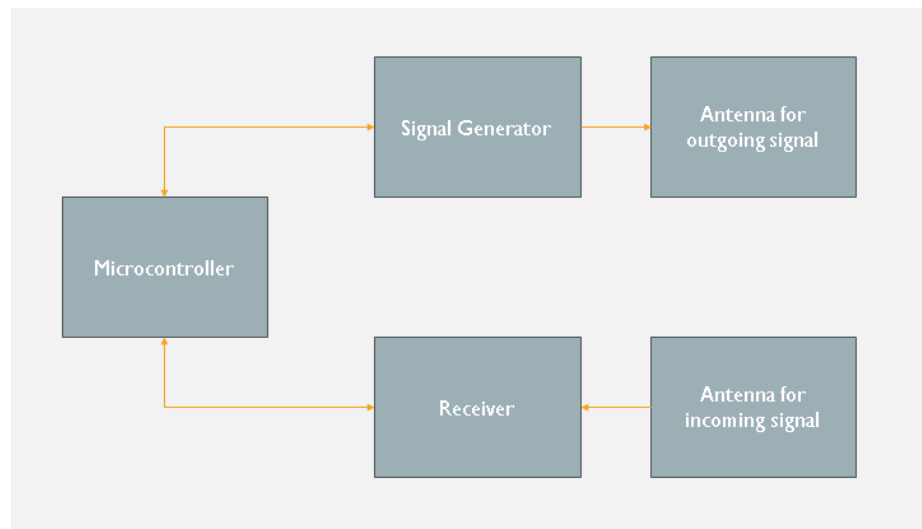 Signal Generator
Antenna for
outgoing signal
Microcontroller
Receiver
Antenna for
incoming signal